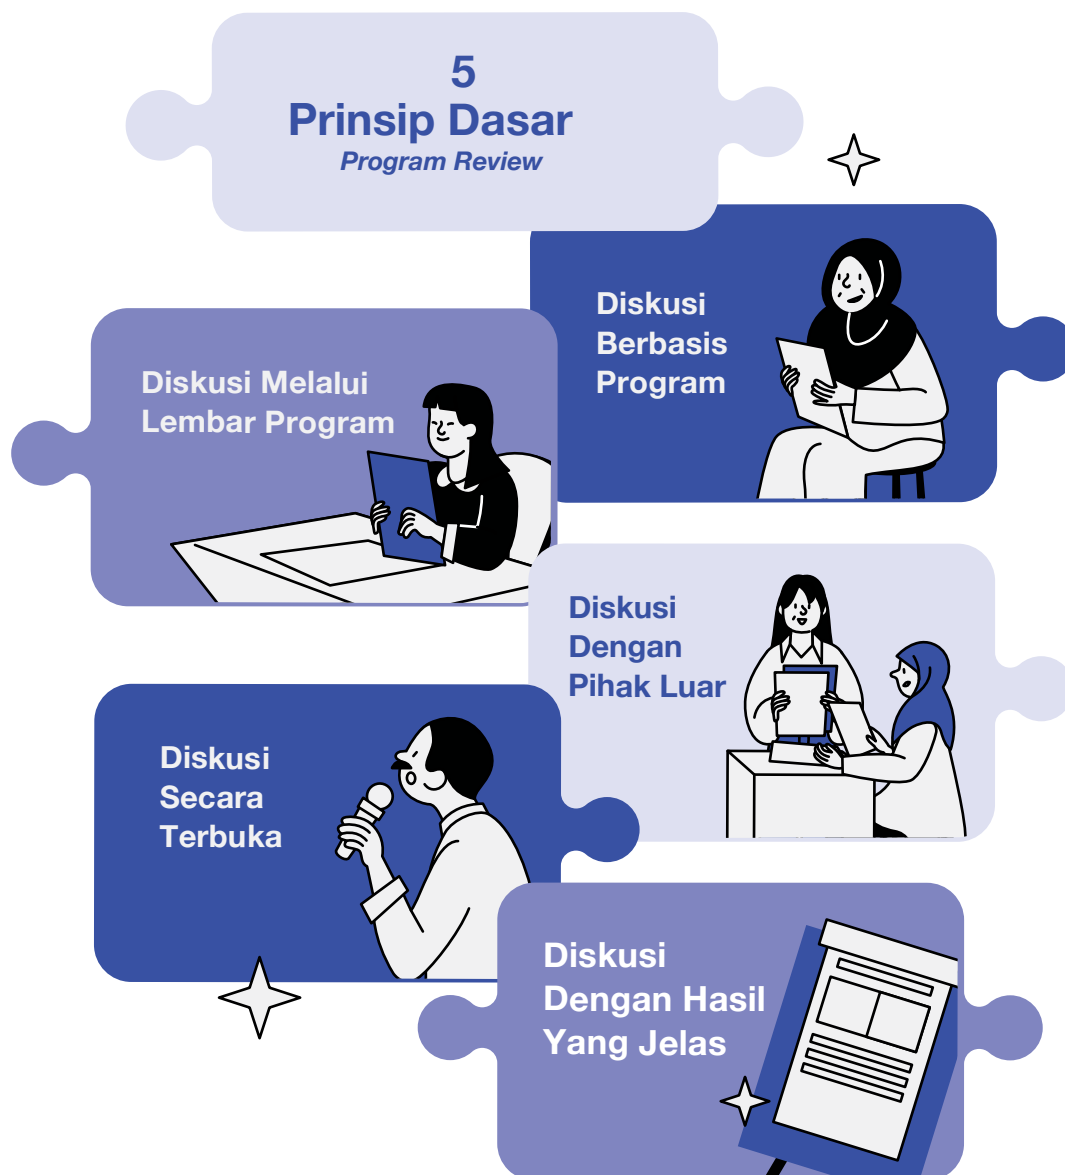 5
Prinsip Dasar
Program Review
Diskusi
Berbasis
Program
Diskusi Melalui
Lembar Program
Diskusi
Dengan
Pihak Luar
Diskusi
Secara
Terbuka
Diskusi
Dengan Hasil
Yang Jelas